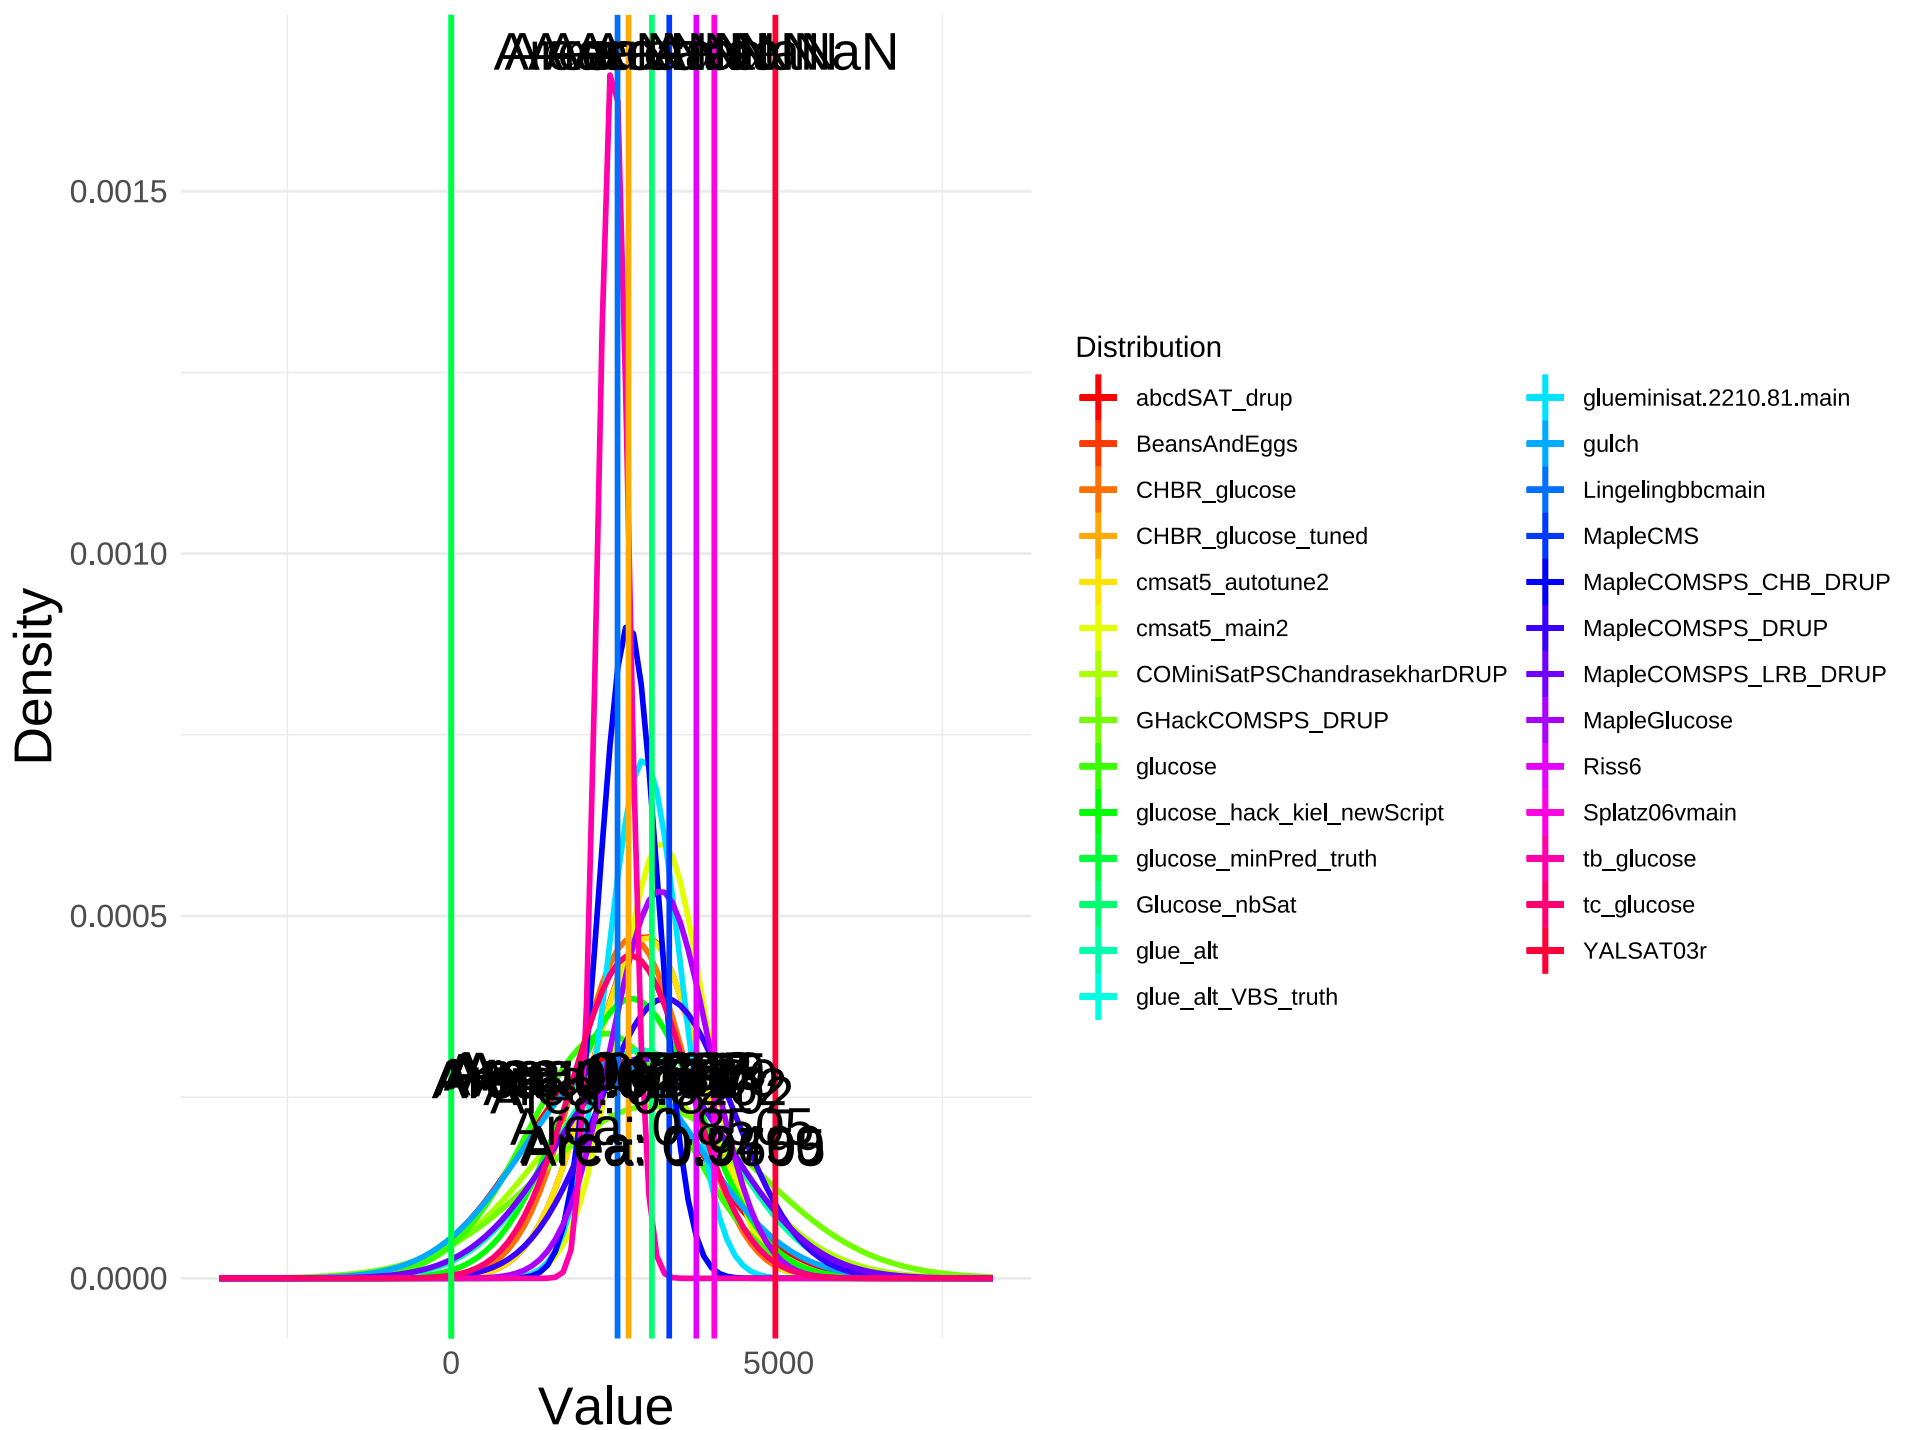 0.0015
0.0010
0.0005
0.0000
Density
0
5000
Value
Distribution
abcdSAT_drup
BeansAndEggs
CHBR_glucose
CHBR_glucose_tuned
cmsat5_autotune2
cmsat5_main2
COMiniSatPSChandrasekharDRUP
GHackCOMSPS_DRUP
glucose
glucose_hack_kiel_newScript
glucose_minPred_truth
Glucose_nbSat
glue_alt
glue_alt_VBS_truth
glueminisat.2210.81.main
gulch
Lingelingbbcmain
MapleCMS
MapleCOMSPS_CHB_DRUP
MapleCOMSPS_DRUP
MapleCOMSPS_LRB_DRUP
MapleGlucose
Riss6
Splatz06vmain
tb_glucose
tc_glucose
YALSAT03r